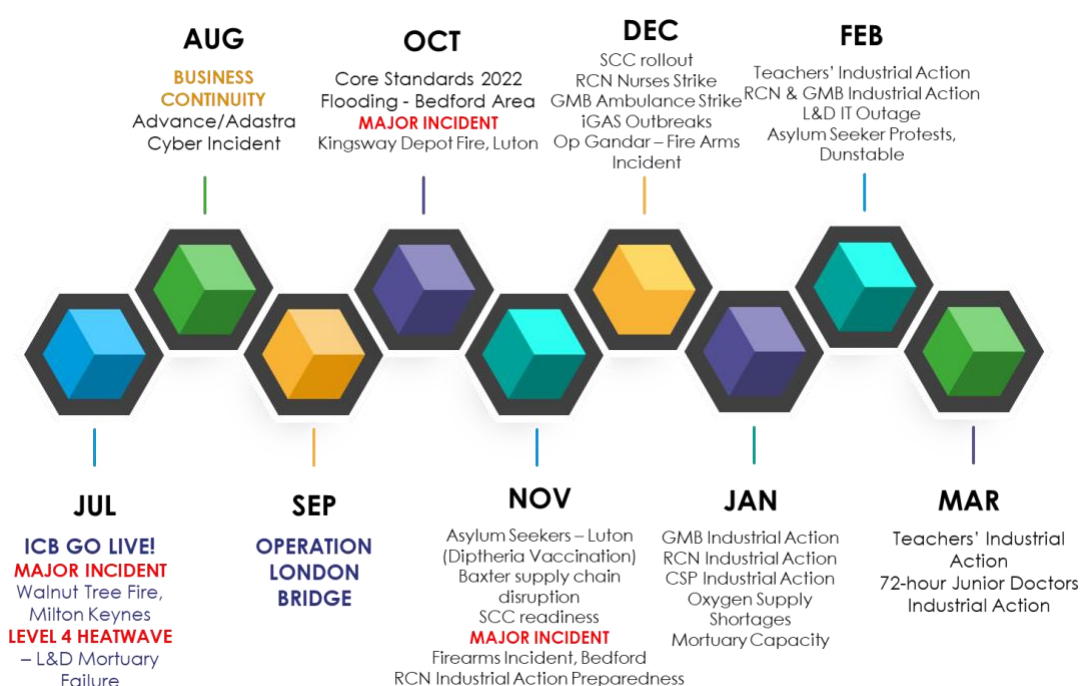 AUG
BUSINESS
CONTINUITY
Advance/Adastra
Cyber Incident
OCT
Core Standards 2022
Flooding - Bedford Area
MAJOR INCIDENT
Kingsway Depot Fire, Luton
DEC
SCC rollout
RCN Nurses Strike
GMB Ambulance Strike
iGAS Outbreaks
Op Gandar – Fire Arms
Incident
FEB
Teachers' Industrial Action
RCN & GMB Industrial Action
L&D IT Outage
Asylum Seeker Protests,
Dunstable
JUL
ICB GO LIVE!
MAJOR INCIDENT
Walnut Tree Fire,
Milton Keynes
LEVEL 4 HEATWAVE
– L&D Mortuary
Failure
SEP
OPERATION
LONDON
BRIDGE
NOV
Asylum Seekers – Luton
(Diptheria Vaccination)
Baxter supply chain
disruption
SCC readiness
MAJOR INCIDENT
Firearms Incident, Bedford
RCN Industrial Action Preparedness
JAN
GMB Industrial Action
RCN Industrial Action
CSP Industrial Action
Oxygen Supply
Shortages
Mortuary Capacity
MAR
Teachers' Industrial
Action
72-hour Junior Doctors
Industrial Action